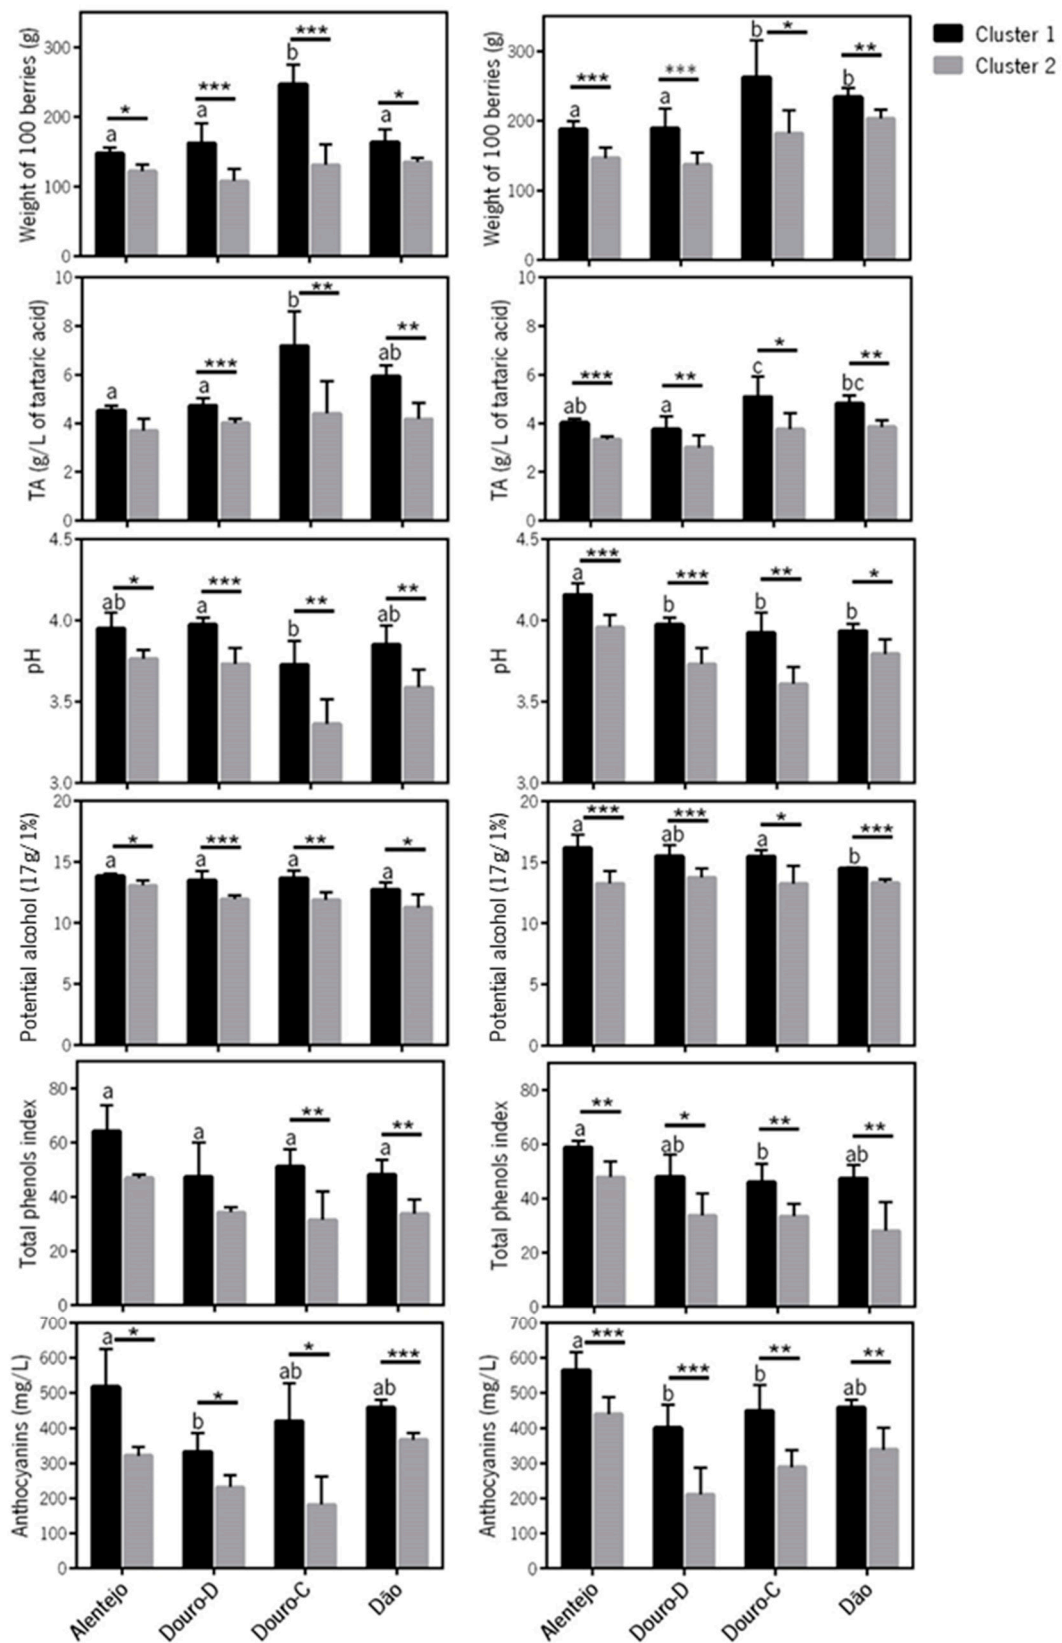 Cluster 1
Cluster 2
Weight of 100 berries (g)
300
200
100
0
* *** *** *
a a b a
Weight of 100 berries (g)
300
200
100
0
*** *** * **
a a b b
TA (g/L of tartaric acid)
10
8
6
4
2
0
*** ** **
a a b ab
TA (g/L of tartaric acid)
10
8
6
4
2
0
*** ** * **
ab a c bc
pH
4.5
4.0
3.5
3.0
* *** ** **
ab a b ab
pH
4.5
4.0
3.5
3.0
*** *** ** *
a b b b
Potential alcohol (17g/1%)
20
15
10
5
0
* *** ** *
a a a a
Potential alcohol (17g/1%)
20
15
10
5
0
*** *** * ***
a ab a b
Total phenols index
80
60
40
20
0
** **
a a a a
Total phenols index
80
60
40
20
0
** * ** **
a ab b ab
Anthocyanins (mg/L)
700
600
500
400
300
200
100
0
* * * ***
a b ab ab
Anthocyanins (mg/L)
700
600
500
400
300
200
100
0
*** *** ** **
a b b ab
Alentejo Douro-D Douro-C Dão
Alentejo Douro-D Douro-C Dão